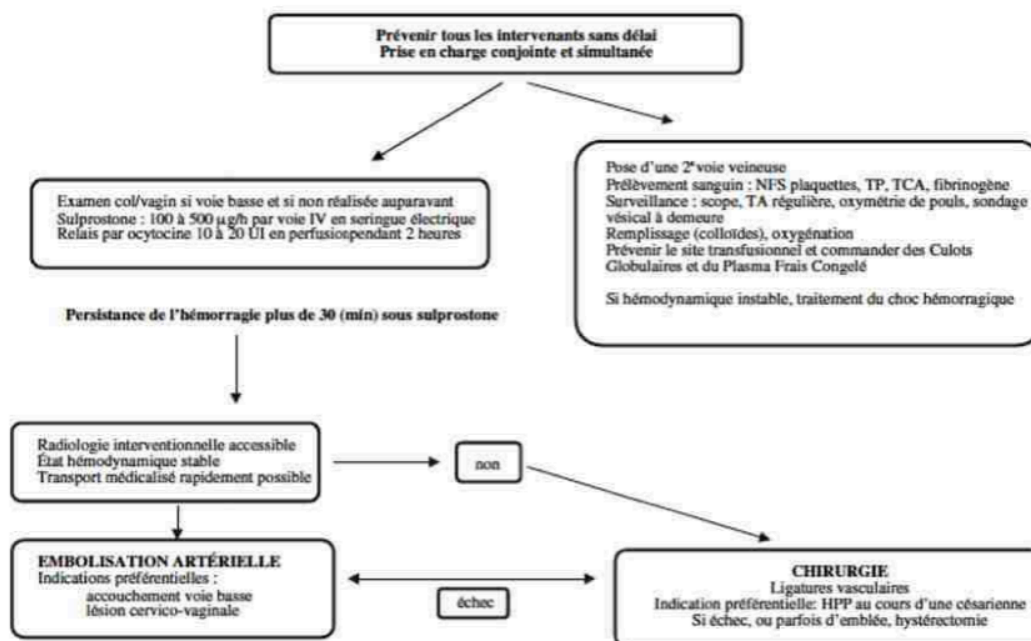 Prévenir tous les intervenants sans délai
Prise en charge conjointe et simultanée
Examen col/vagin si voie basse et si non réalisée auparavant
Sulprostone : 100 à 500 µg/h par voie IV en seringue électrique
Relais par ocytocine 10 à 20 UI en perfusionpendant 2 heures
Pose d'une 2e voie veineuse
Prélèvement sanguin : NFS plaquettes, TP, TCA, fibrinogène
Surveillance : scope, TA régulière, oxymétrie de pouls, sondage
vésical à demeure
Remplissage (colloïdes), oxygénation
Prévenir le site transfusionnel et commander des Culots
Globulaires et du Plasma Frais Congelé
Si hémodynamique instable, traitement du choc hémorragique
Persistance de l'hémorragie plus de 30 (min) sous sulprostone
Radiologie interventionnelle accessible
État hémodynamique stable
Transport médicalisé rapidement possible
non
EMBOLISATION ARTÉRIELLE
Indications préférentielles :
accouchement voie basse
lésion cervico-vaginale
échec
CHIRURGIE
Ligatures vasculaires
Indication préférentielle: HPP au cours d'une césarienne
Si échec, ou parfois d'emblée, hystérectomie